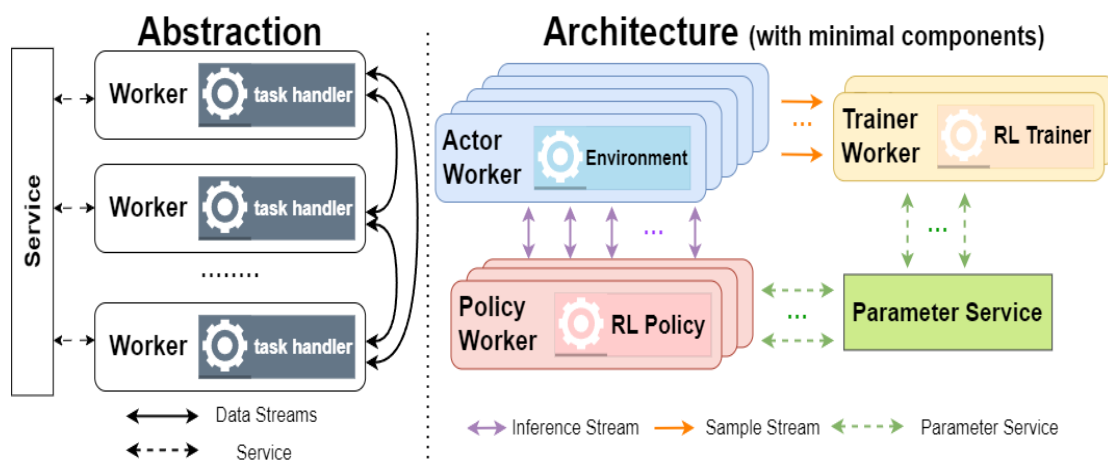 Abstraction
Service
Worker
task handler
Worker
task handler
........
Worker
task handler
Data Streams
Service
Architecture (with minimal components)
Actor
Worker
Environment
...
Trainer
Worker
RL Trainer
...
...
Policy
Worker
RL Policy
...
Parameter Service
Inference Stream
Sample Stream
Parameter Service